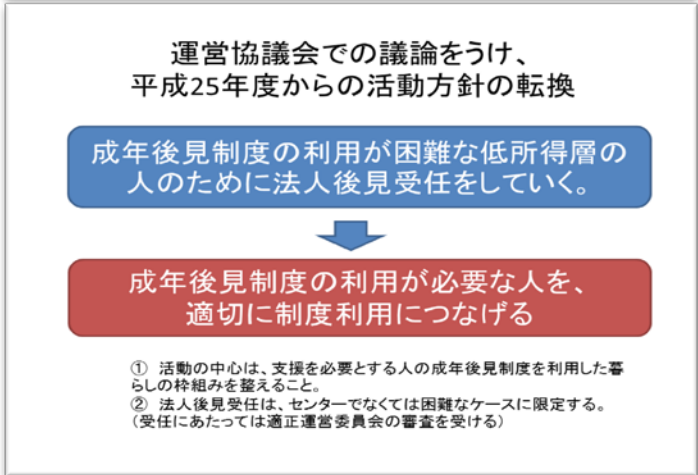 運営協議会での議論をうけ、
平成25年度からの活動方針の転換
成年後見制度の利用が困難な低所得層の
人のために法人後見受任をしていく。
成年後見制度の利用が必要な人を、
適切に制度利用につなげる
① 活動の中心は、支援を必要とする人の成年後見制度を利用した暮
らしの枠組みを整えること。
② 法人後見受任は、センターでなくては困難なケースに限定する。
(受任にあたっては適正運営委員会の審査を受ける)